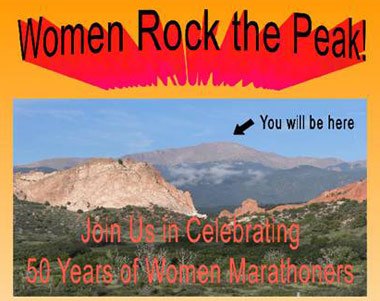 Women Rock the Peak!
You will be here
Join Us in Celebrating
50 Years of Women Marathoners